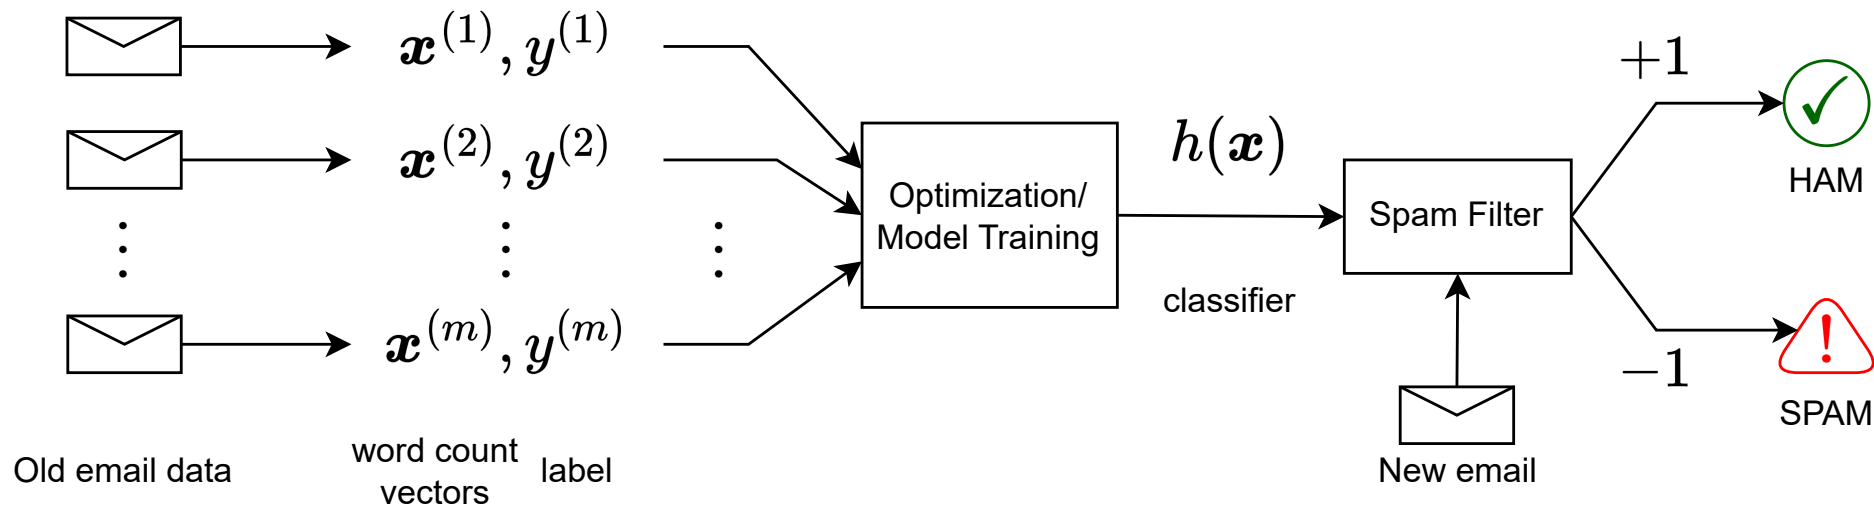 x^(1), y^(1)
x^(2), y^(2)
⋮ ⋮ ⋮ ⋮
x^(m), y^(m)
Old email data
word count
vectors
label
Optimization/
Model Training
h(x)
classifier
Spam Filter
New email
+1
HAM
−1
!
SPAM